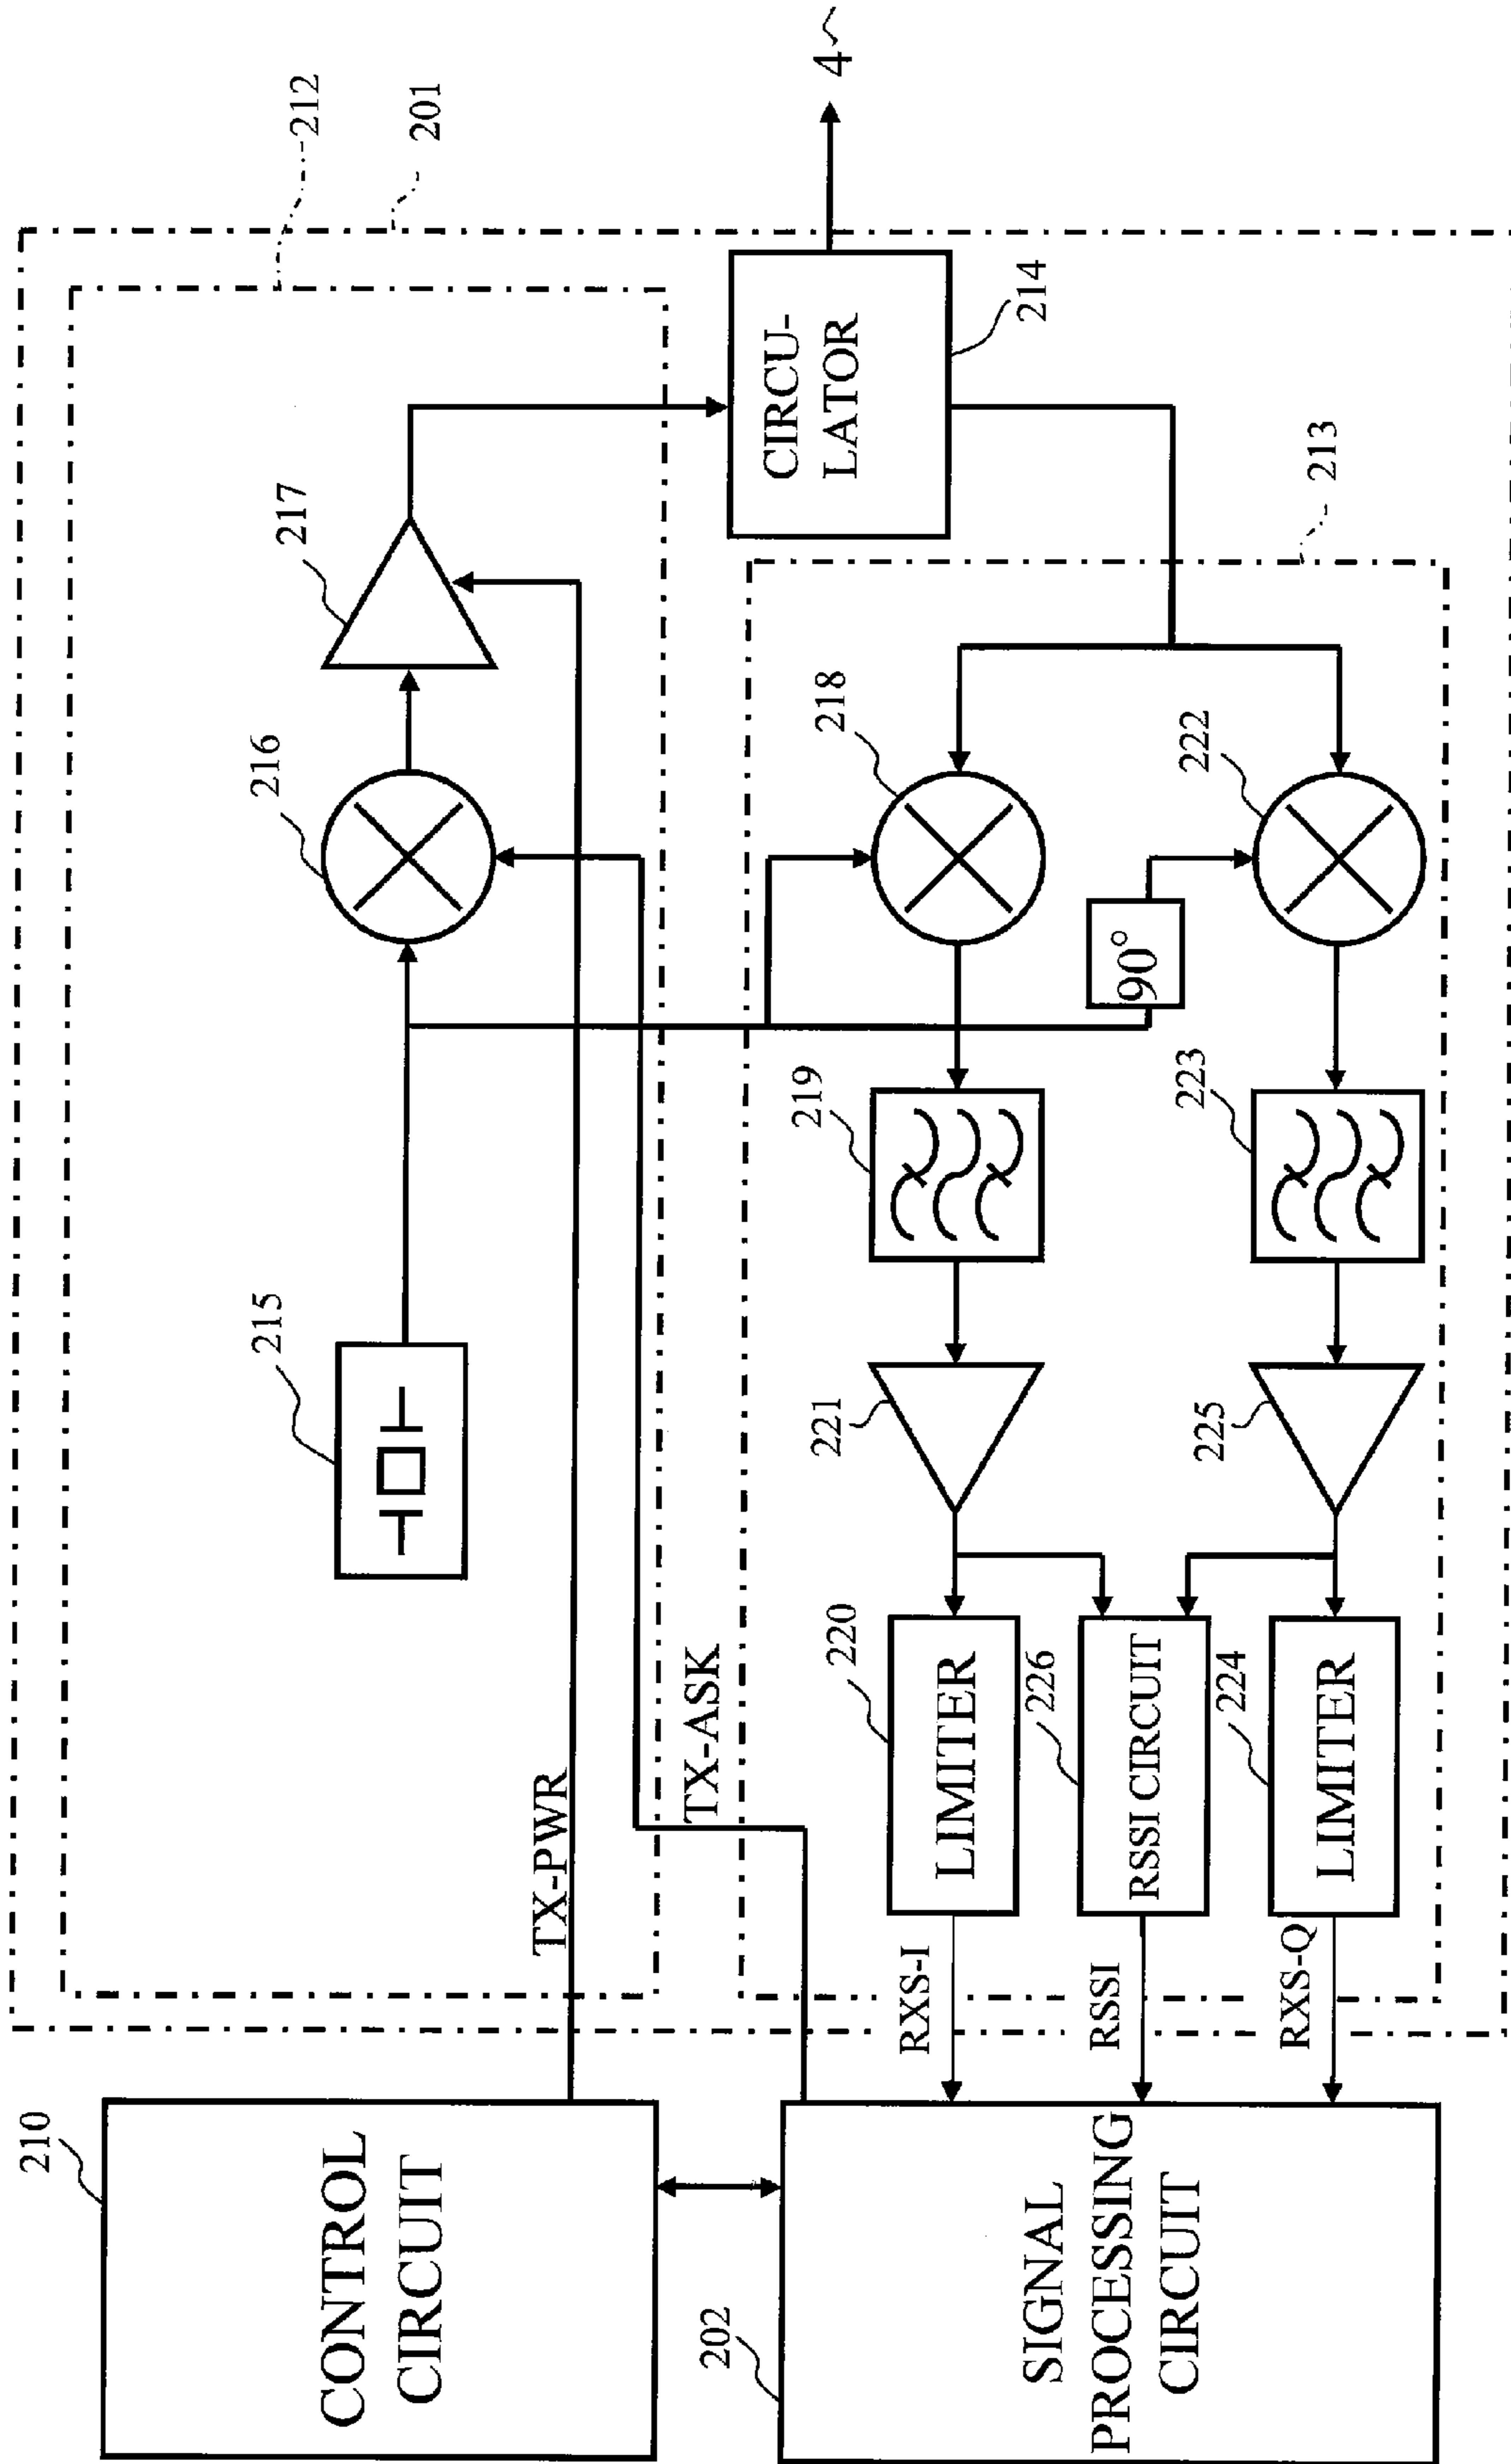 210
CONTROL
CIRCUIT
202
SIGNAL
PROCESSING
CIRCUIT
TX-PWR
TX-ASK
RXS-I
RSSI
RXS-Q
212
201
215
216
217
4
CIRCU-
LATOR
214
213
218
219
221
220
LIMITER
226
RSSI CIRCUIT
224
LIMITER
90°
222
223
225